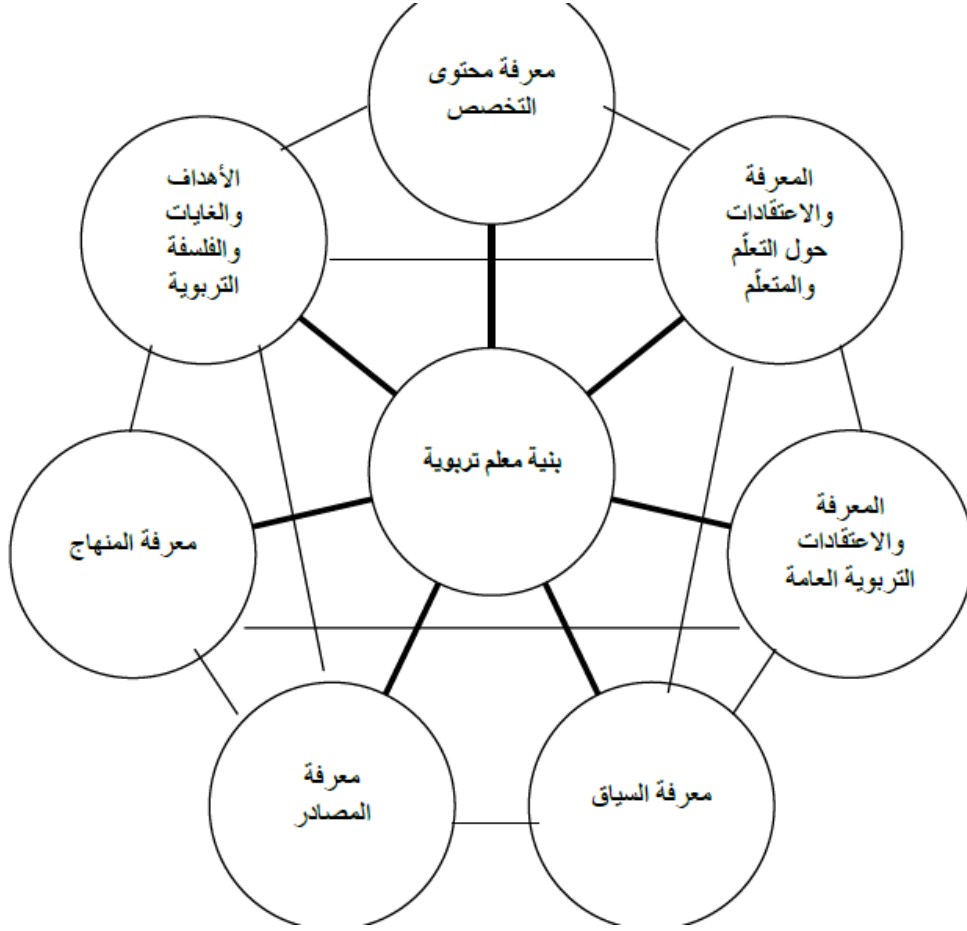 معرفة محتوى
التخصص
المعرفة
والاعتقادات
حول التعلّم
والمتعلّم
الأهداف
والغايات
والفلسفة
التربوية
بنية معلم تربوية
المعرفة
والاعتقادات
التربوية العامة
معرفة المنهاج
معرفة السياق
معرفة
المصادر